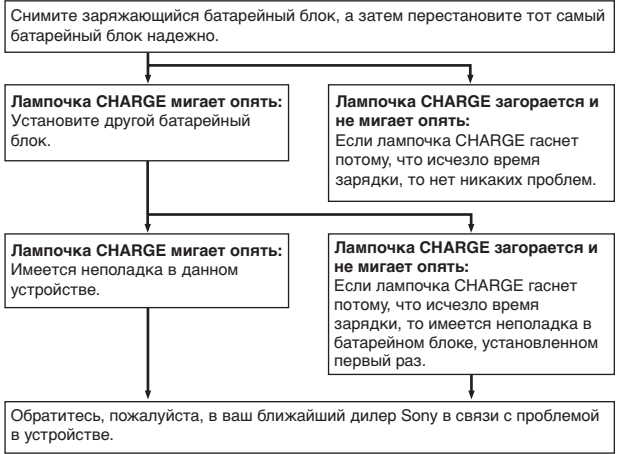 Снимите заряжающийся батарейный блок, а затем перестановите тот самый
батарейный блок надежно.
Лампочка CHARGE мигает опять:
Установите другой батарейный
блок.
Лампочка CHARGE загорается и
не мигает опять:
Если лампочка CHARGE гаснет
потому, что исчезло время
зарядки, то нет никаких проблем.
Лампочка CHARGE мигает опять:
Имеется неполадка в данном
устройстве.
Лампочка CHARGE загорается и
не мигает опять:
Если лампочка CHARGE гаснет
потому, что исчезло время
зарядки, то имеется неполадка в
батарейном блоке, установленном
первый раз.
Обратитесь, пожалуйста, в ваш ближайший дилер Sony в связи с проблемой
в устройстве.